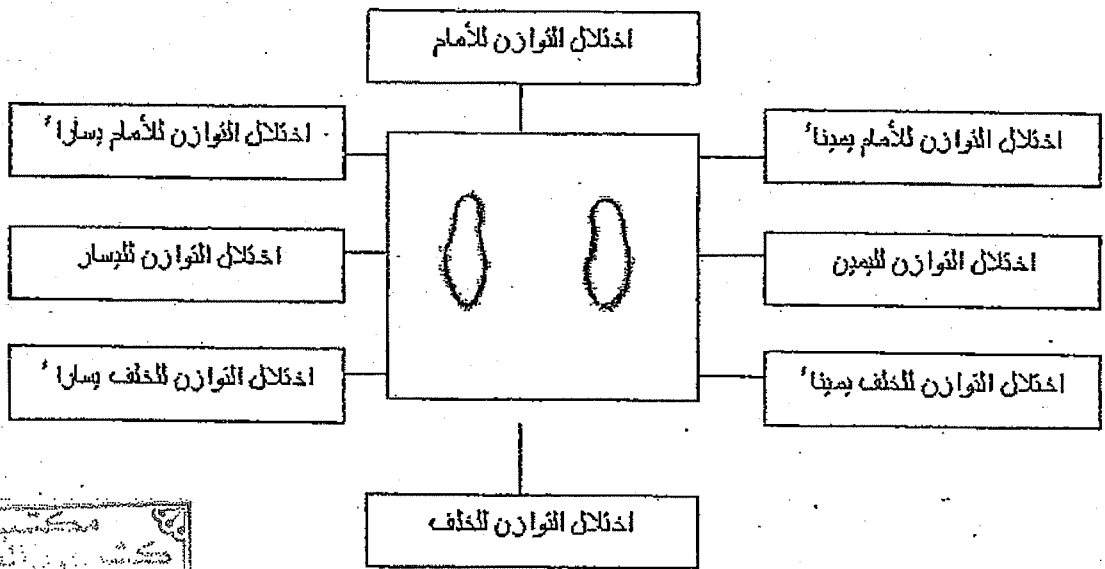 اختلال التوازن للأمام
اختلال التوازن للأمام يمينا ً
اختلال التوازن للأمام يسارا ً
اختلال التوازن لليمين
اختلال التوازن لليسار
اختلال التوازن للخلف يمينا ً
اختلال التوازن للخلف يسارا ً
اختلال التوازن للخلف